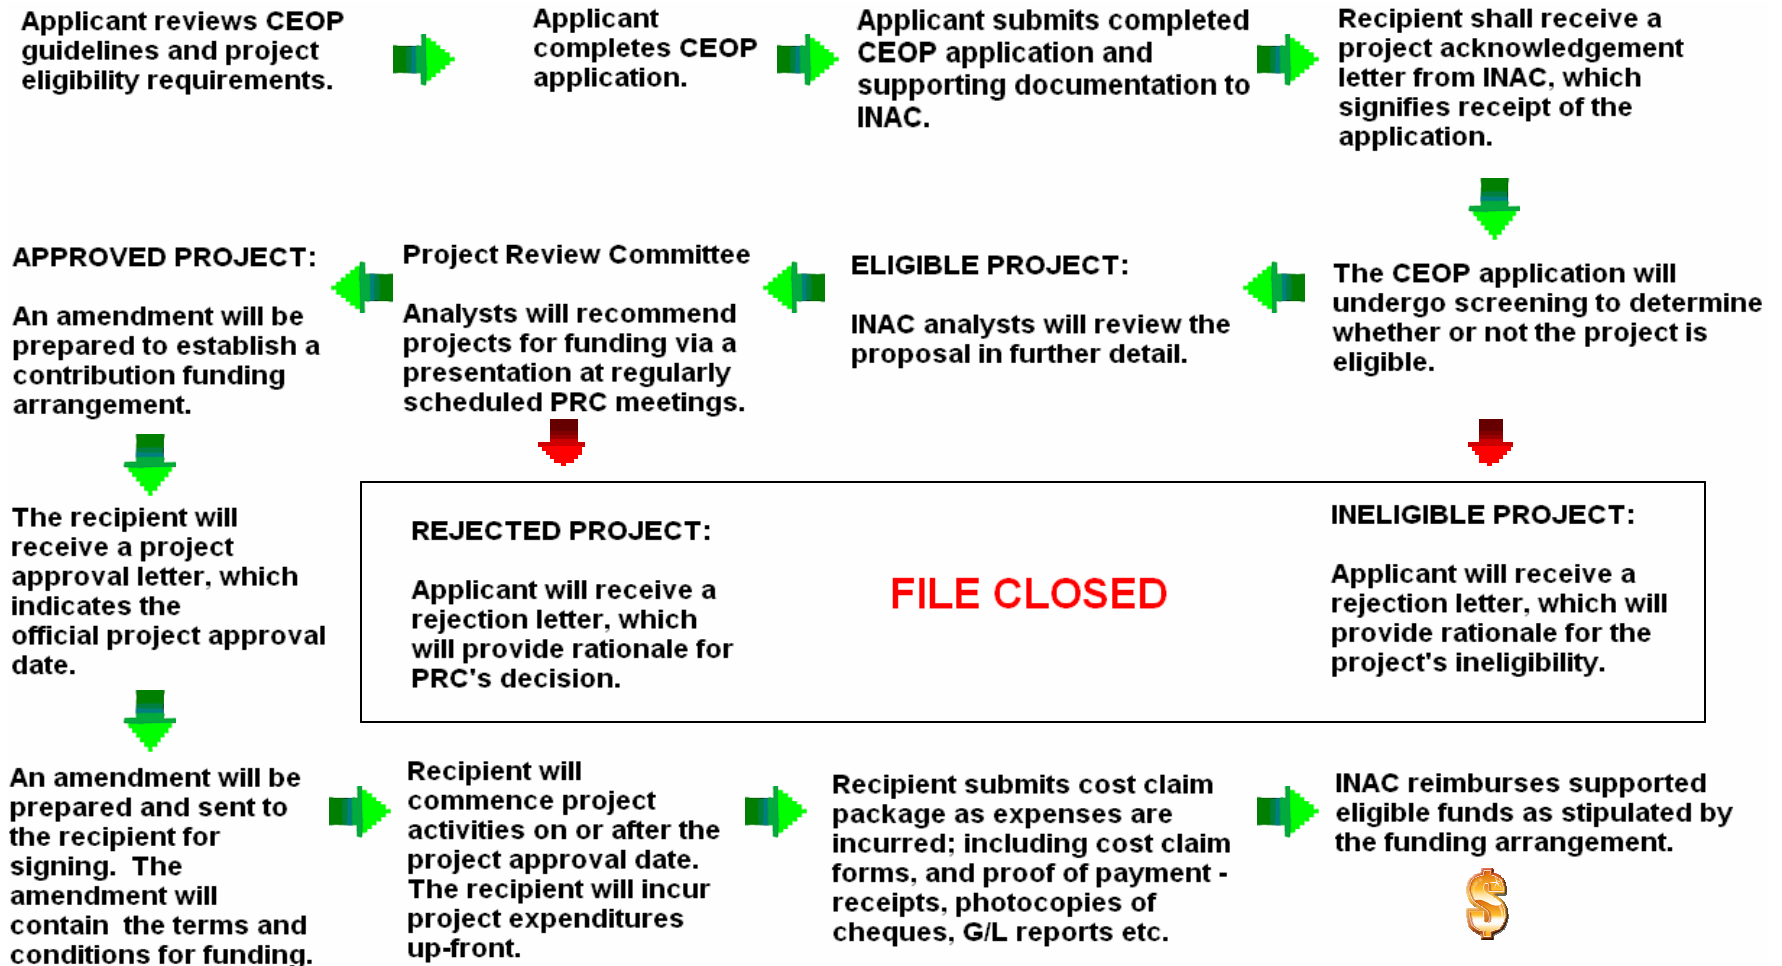 Applicant reviews CEOP
guidelines and project
eligibility requirements.
Applicant
completes CEOP
application.
Applicant submits completed
CEOP application and
supporting documentation to
INAC.
Recipient shall receive a
project acknowledgement
letter from INAC, which
signifies receipt of the
application.
The CEOP application will
undergo screening to determine
whether or not the project is
eligible.
ELIGIBLE PROJECT:
INAC analysts will review the
proposal in further detail.
Project Review Committee
Analysts will recommend
projects for funding via a
presentation at regularly
scheduled PRC meetings.
APPROVED PROJECT:
An amendment will be
prepared to establish a
contribution funding
arrangement.
REJECTED PROJECT:
Applicant will receive a
rejection letter, which
will provide rationale for
PRC's decision.
FILE CLOSED
INELIGIBLE PROJECT:
Applicant will receive a
rejection letter, which will
provide rationale for the
project's ineligibility.
The recipient will
receive a project
approval letter, which
indicates the
official project approval
date.
An amendment will be
prepared and sent to
the recipient for
signing.  The
amendment will
contain  the terms and
conditions for funding.
Recipient will
commence project
activities on or after the
project approval date.
The recipient will incur
project expenditures
up-front.
Recipient submits cost claim
package as expenses are
incurred; including cost claim
forms, and proof of payment -
receipts, photocopies of
cheques, G/L reports etc.
INAC reimburses supported
eligible funds as stipulated by
the funding arrangement.
$